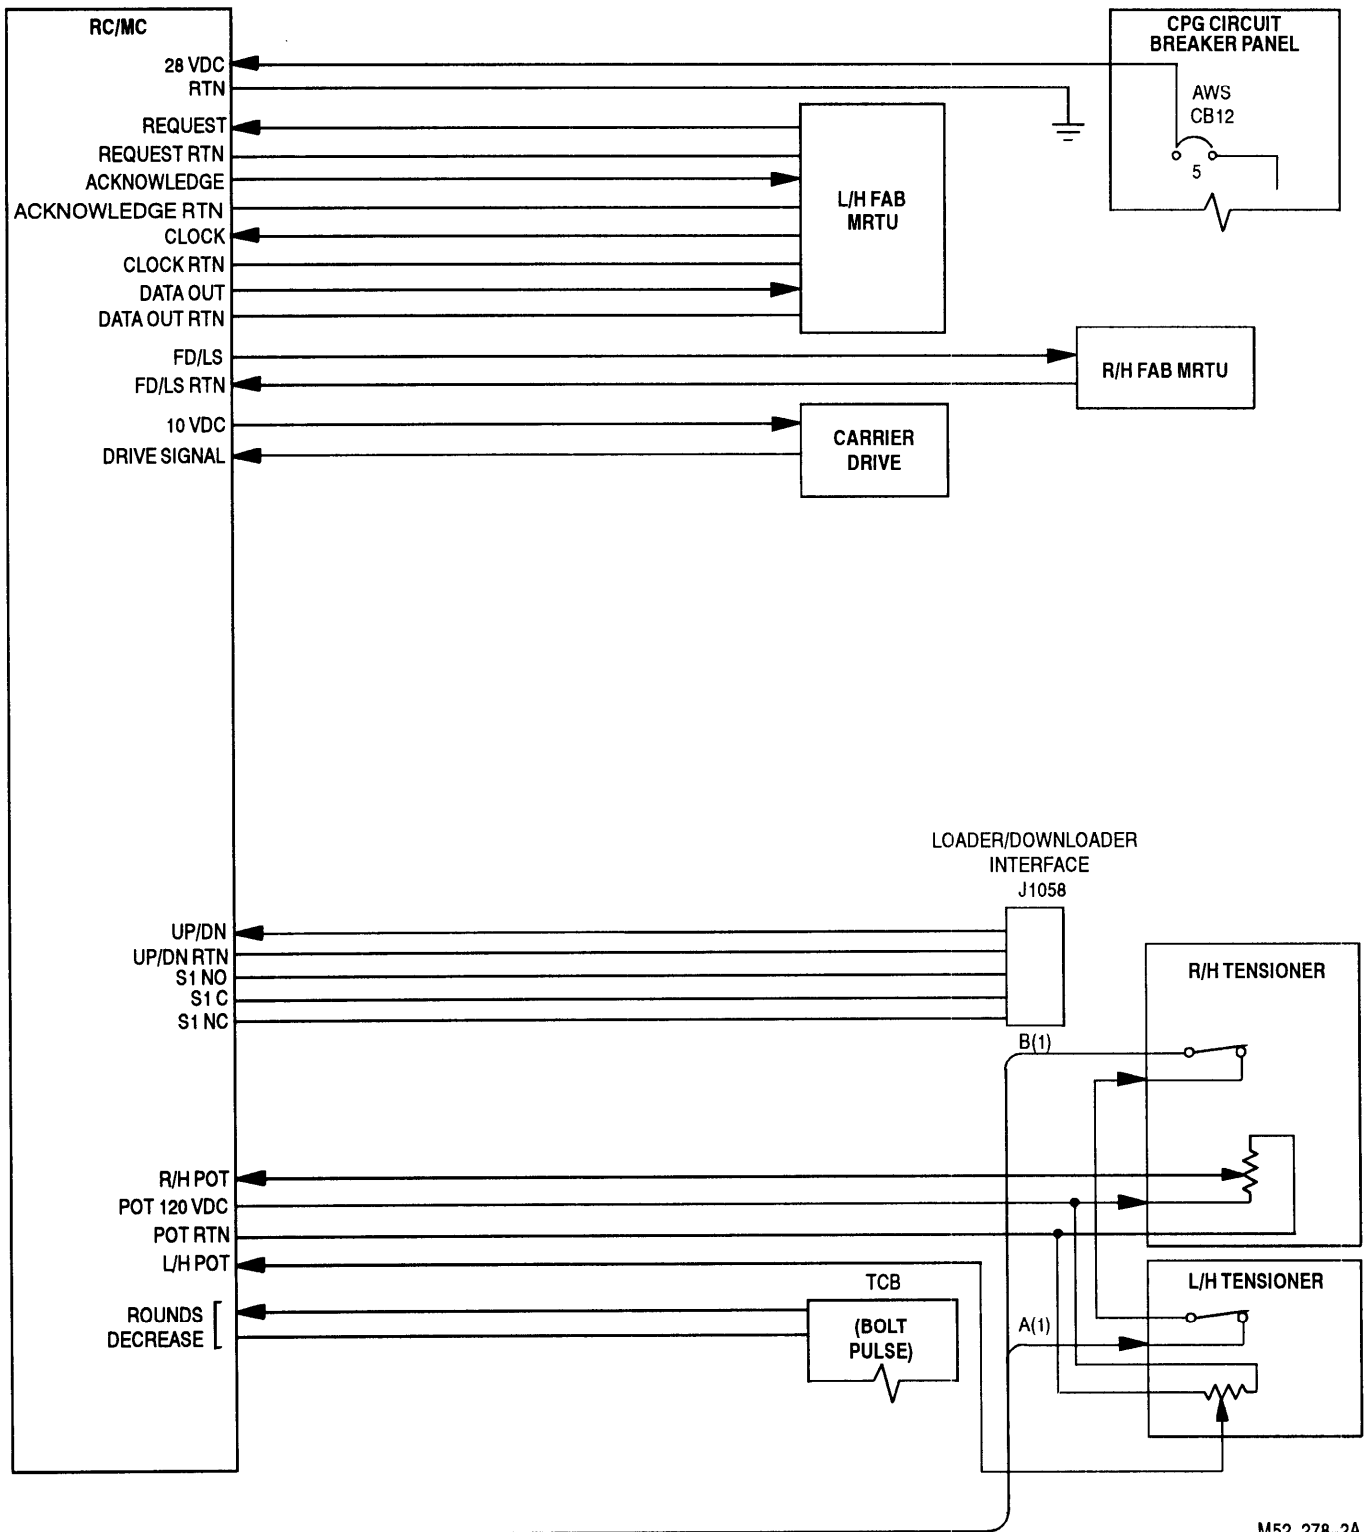 RC/MC
28 VDC
RTN
REQUEST
REQUEST RTN
ACKNOWLEDGE
ACKNOWLEDGE RTN
CLOCK
CLOCK RTN
DATA OUT
DATA OUT RTN
FD/LS
FD/LS RTN
10 VDC
DRIVE SIGNAL
CPG CIRCUIT
BREAKER PANEL
AWS
CB12
5
L/H FAB
MRTU
R/H FAB MRTU
CARRIER
DRIVE
LOADER/DOWNLOADER
INTERFACE
J1058
UP/DN
UP/DN RTN
S1 NO
S1 C
S1 NC
R/H TENSIONER
B(1)
R/H POT
POT 120 VDC
POT RTN
L/H POT
ROUNDS
DECREASE
TCB
(BOLT
PULSE)
L/H TENSIONER
A(1)
M52-278-2A